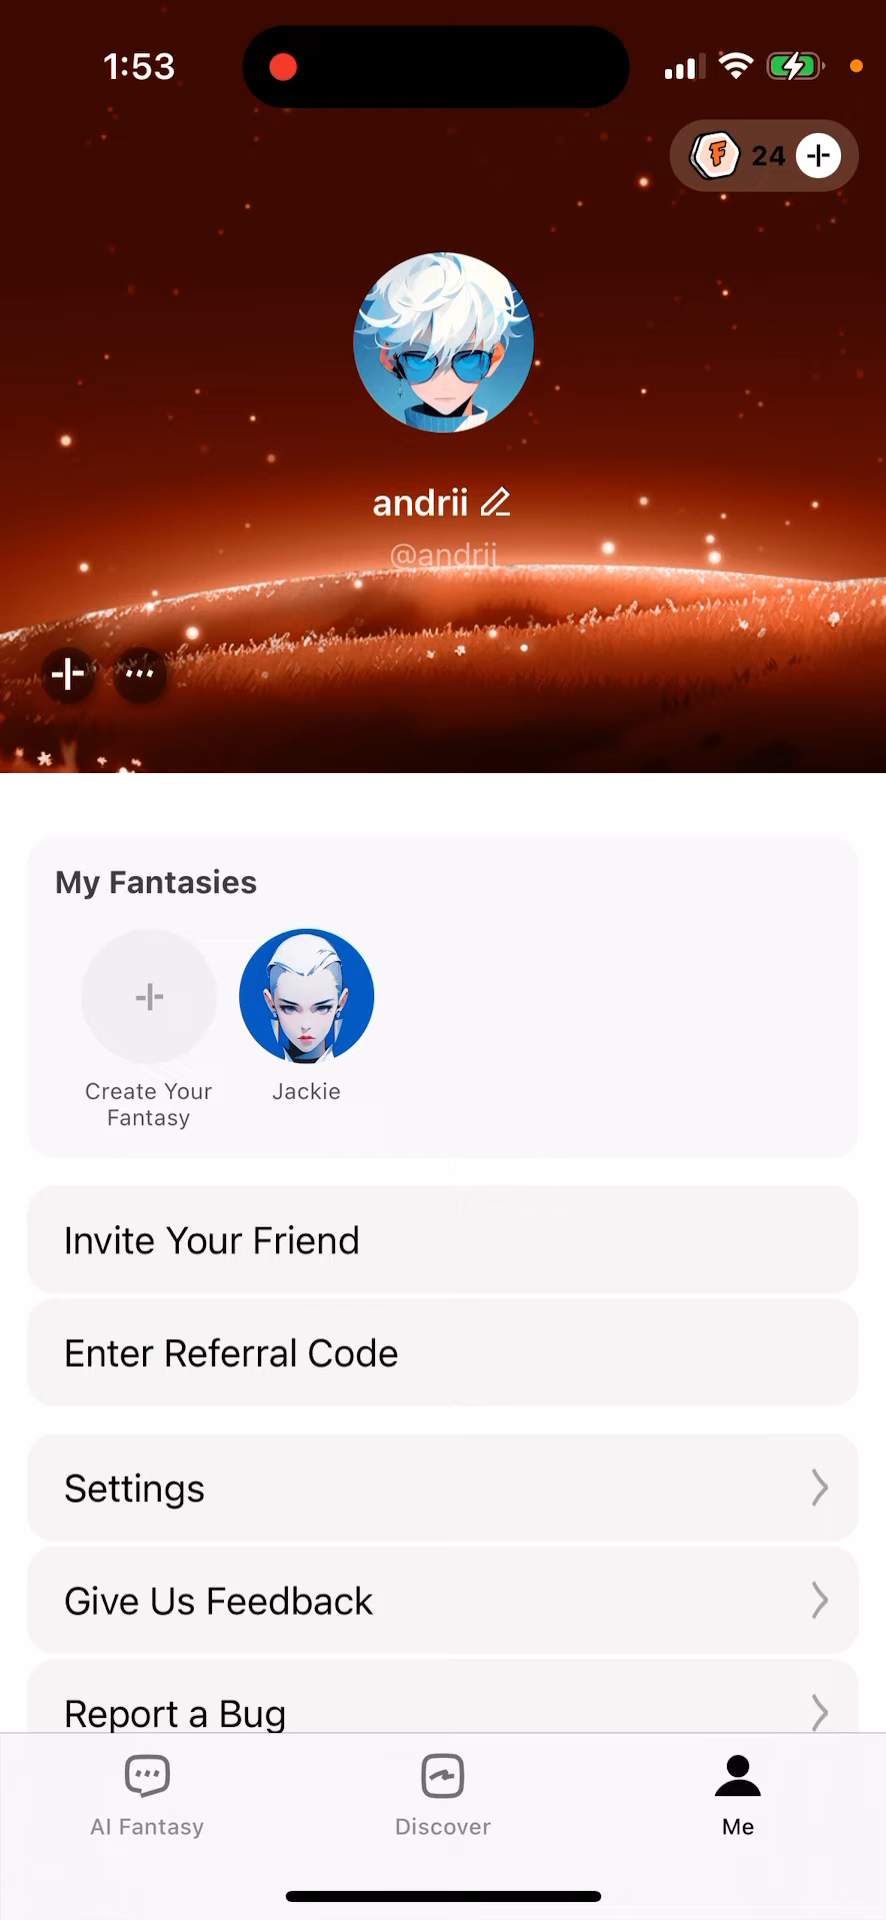 1:53
F 24
andrii
@andrii
My Fantasies
Create Your
Fantasy
Jackie
Invite Your Friend
Enter Referral Code
Settings
Give Us Feedback
Report a Bug
AI Fantasy
Discover
Me